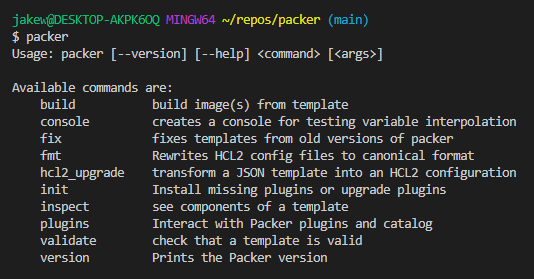 jakew@DESKTOP-AKPK6OQ MINGW64 ~/repos/packer (main)
$ packer
Usage: packer [--version] [--help] <command> [<args>]

Available commands are:
    build           build image(s) from template
    console         creates a console for testing variable interpolation
    fix             fixes templates from old versions of packer
    fmt             Rewrites HCL2 config files to canonical format
    hcl2_upgrade    transform a JSON template into an HCL2 configuration
    init            Install missing plugins or upgrade plugins
    inspect         see components of a template
    plugins         Interact with Packer plugins and catalog
    validate        check that a template is valid
    version         Prints the Packer version